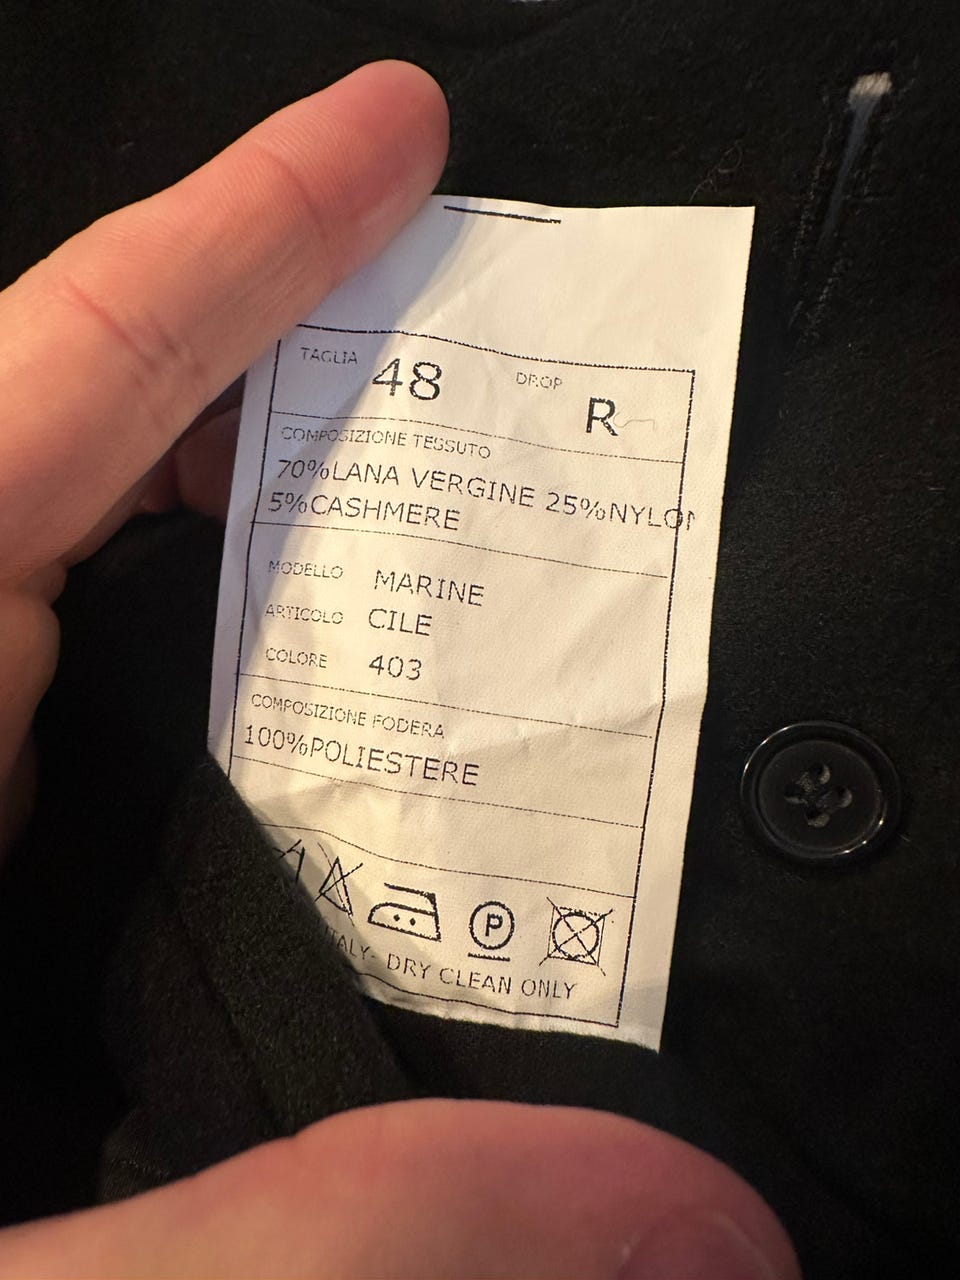 TAGLIA 48 DROP R
COMPOSIZIONE TESSUTO
70%LANA VERGINE 25%NYLON
5%CASHMERE
MODELLO MARINE
ARTICOLO CILE
COLORE 403
COMPOSIZIONE FODERA
100%POLIESTERE
P
ITALY- DRY CLEAN ONLY